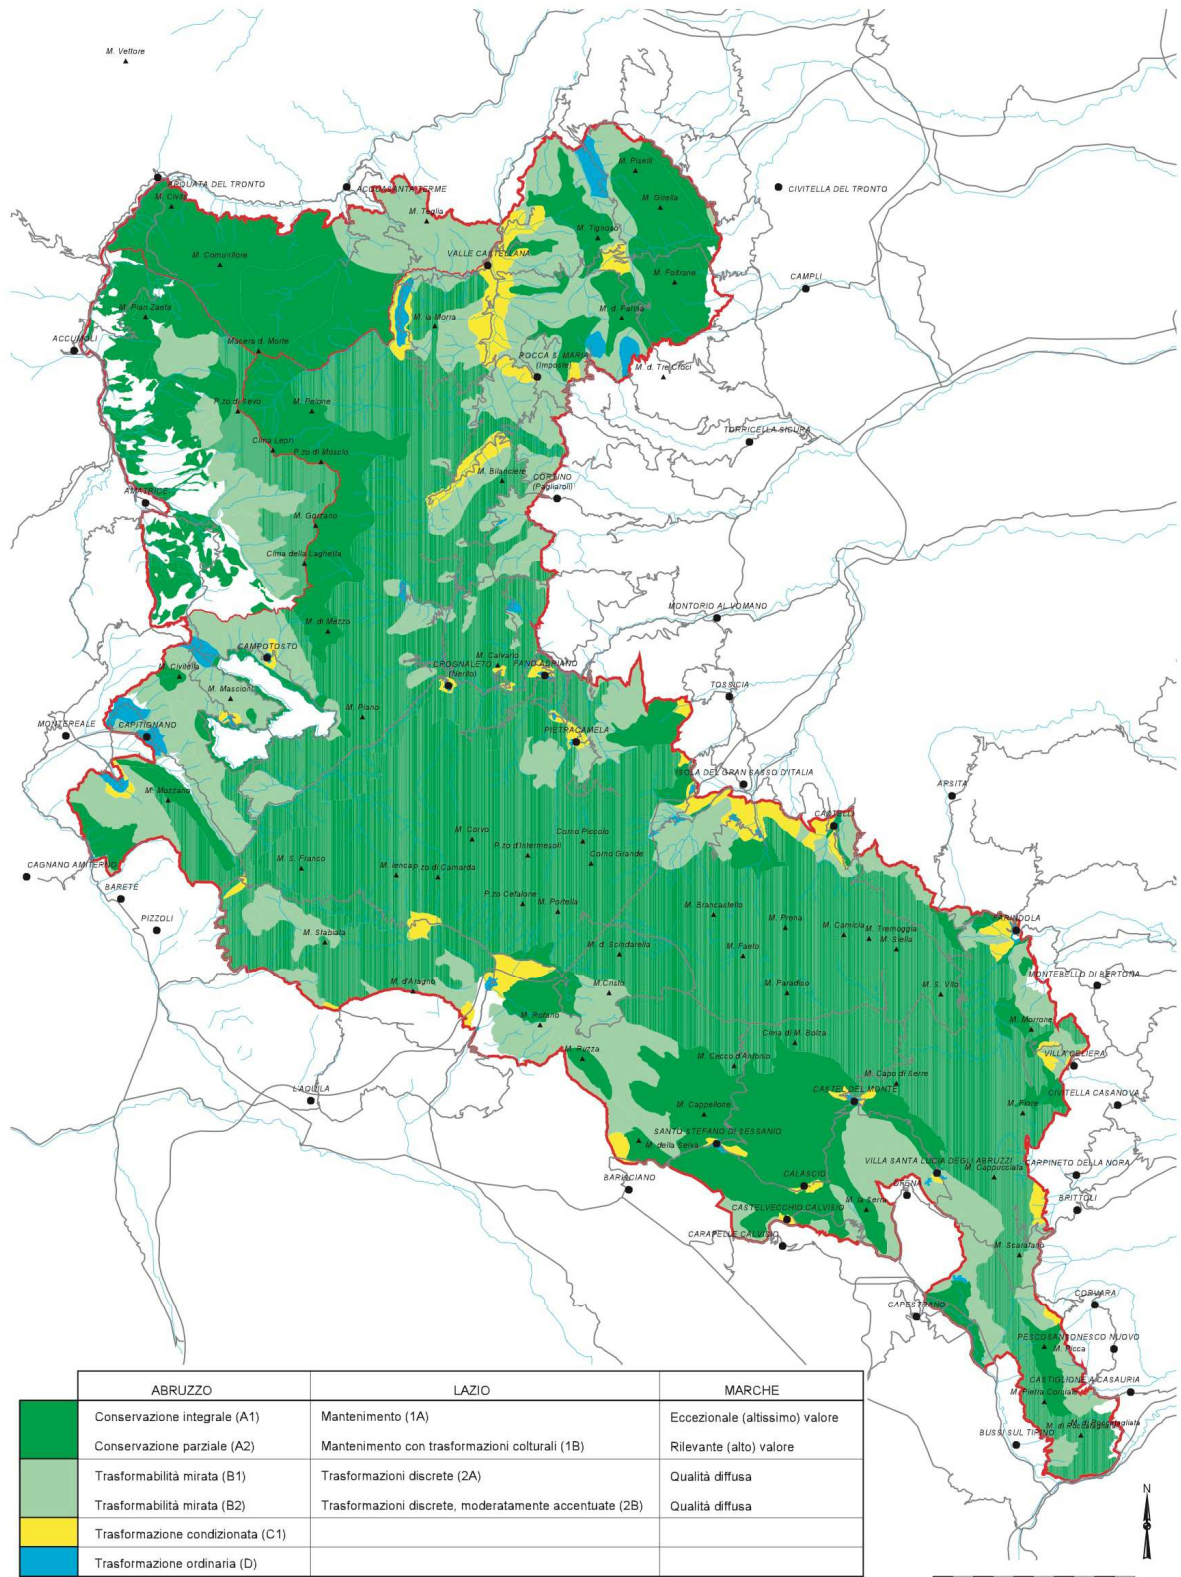 M. Vettore
ARQUATA DEL TRONTO
ACQUASANTA TERME
M. Civita
M. Teglia
M. Piselli
M. Girella
CIVITELLA DEL TRONTO
M. Comunitore
VALLE CASTELLANA
M. Tignoso
M. Foltrone
CAMPLI
M. Pian Zaeta
M. la Morra
M. d. Farina
ACCUMOLI
Macera d. Morte
ROCCA S. MARIA
(Imposte)
M. d. Tre Croci
P.zo di Sevo
M. Pelone
TORRICELLA SICURA
Cima Lepri
P.zo di Moscio
M. Bilanciere
CORTINO
(Pagliaroli)
AMATRICE
M. Gorzano
Cima della Laghetta
MONTORIO AL VOMANO
M. di Mezzo
CAMPOTOSTO
M. Civitella
M. Mascioni
CROGNALETO
(Nerito)
M. Calvario
FANO ADRIANO
TOSSICIA
MONTEREALE
CAPITIGNANO
M. Piano
PIETRACAMELA
M. Mozzano
ISOLA DEL GRAN SASSO D'ITALIA
ARSITA
CASTELLI
M. Corvo
Corno Piccolo
P.zo d'Intermesoli
Corno Grande
CAGNANO AMITERNO
M. S. Franco
M. Ienca
P.zo di Camarda
BARETE
P.zo Cefalone
M. Portella
M. Brancastello
M. Prena
M. Camicia
M. Tremoggia
M. Siella
FARINDOLA
PIZZOLI
M. Stabiata
M. d. Scindarella
M. Faeto
MONTEBELLO DI BERTONA
M. d'Aragno
M. Cristo
M. Paradiso
M. S. Vito
M. Rofano
M. Morrone
M. Ruzza
Cima di M. Bolza
VILLA CELIERA
M. Cecco d'Antonio
M. Capo di Serre
L'AQUILA
CASTEL DEL MONTE
CIVITELLA CASANOVA
M. Cappellone
M. Fiore
SANTO STEFANO DI SESSANIO
M. della Selva
VILLA SANTA LUCIA DEGLI ABRUZZI
M. Cappucciata
CARPINETO DELLA NORA
BARISCIANO
CALASCIO
OFENA
BRITTOLI
M. la Serra
CASTELVECCHIO CALVISIO
CARAPELLE CALVISIO
M. Scarafano
CAPESTRANO
CORVARA
PESCOSANSONESCO NUOVO
M. Picca
CASTIGLIONE A CASAURIA
M. Pietra Corniale
BUSSI SUL TIRINO
ABRUZZO LAZIO MARCHE
Conservazione integrale (A1) Mantenimento (1A) Eccezionale (altissimo) valore
Conservazione parziale (A2) Mantenimento con trasformazioni colturali (1B) Rilevante (alto) valore
Trasformabilità mirata (B1) Trasformazioni discrete (2A) Qualità diffusa
Trasformabilità mirata (B2) Trasformazioni discrete, moderatamente accentuate (2B) Qualità diffusa
Trasformazione condizionata (C1)
Trasformazione ordinaria (D)
N